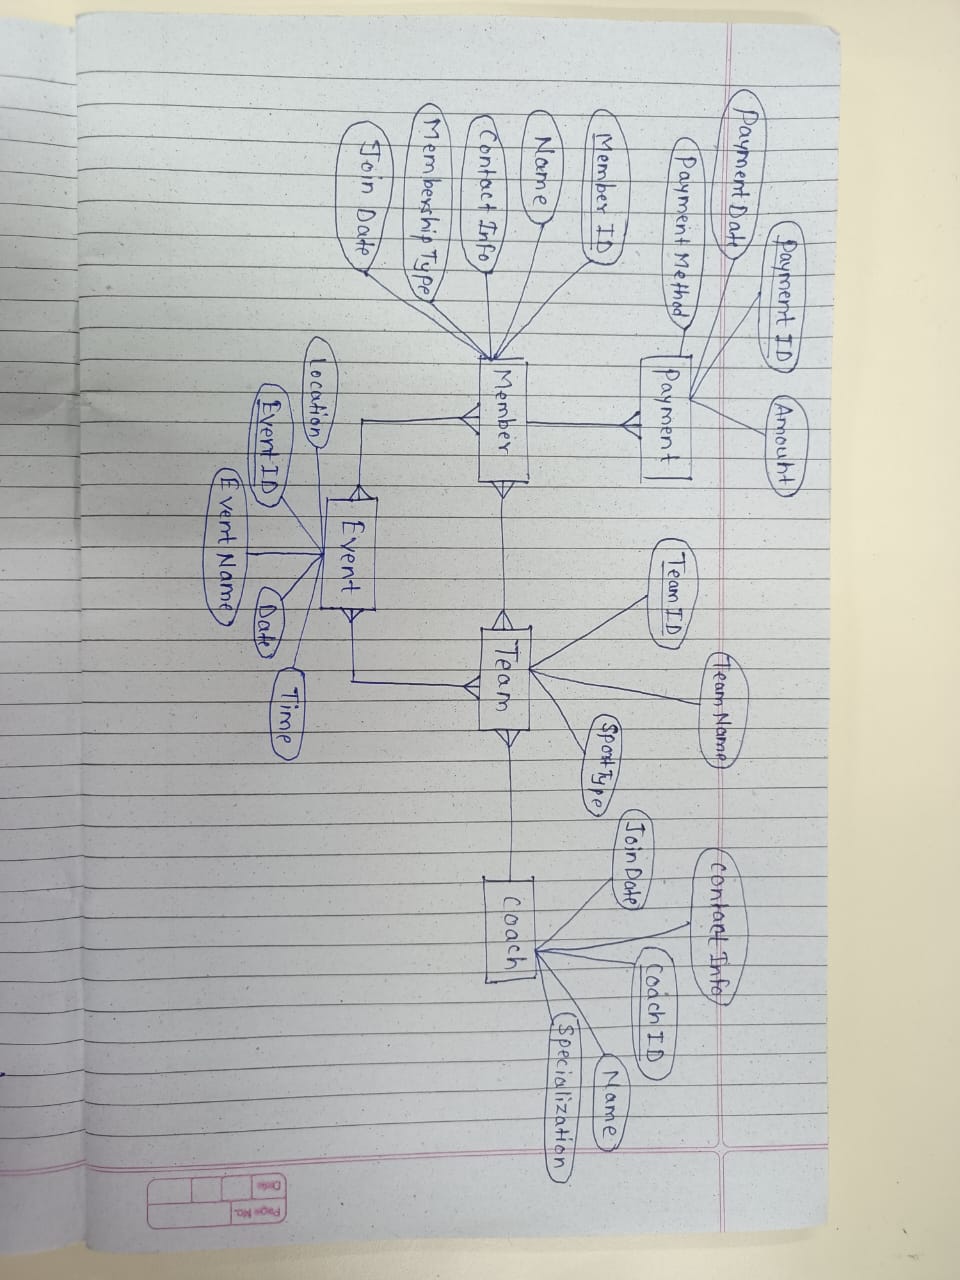 Payment ID
Amount
Payment Date
Team Name
Contant Info
Payment Method
Team ID
Payment
Coach ID
Join Date
Member ID
Sport Type
Name
Specialization
Name
Contact Info
Member
Team
Coach
Membership Type
Join Date
Event
Location
Event ID
Date
Time
Event Name
Date
Page No.